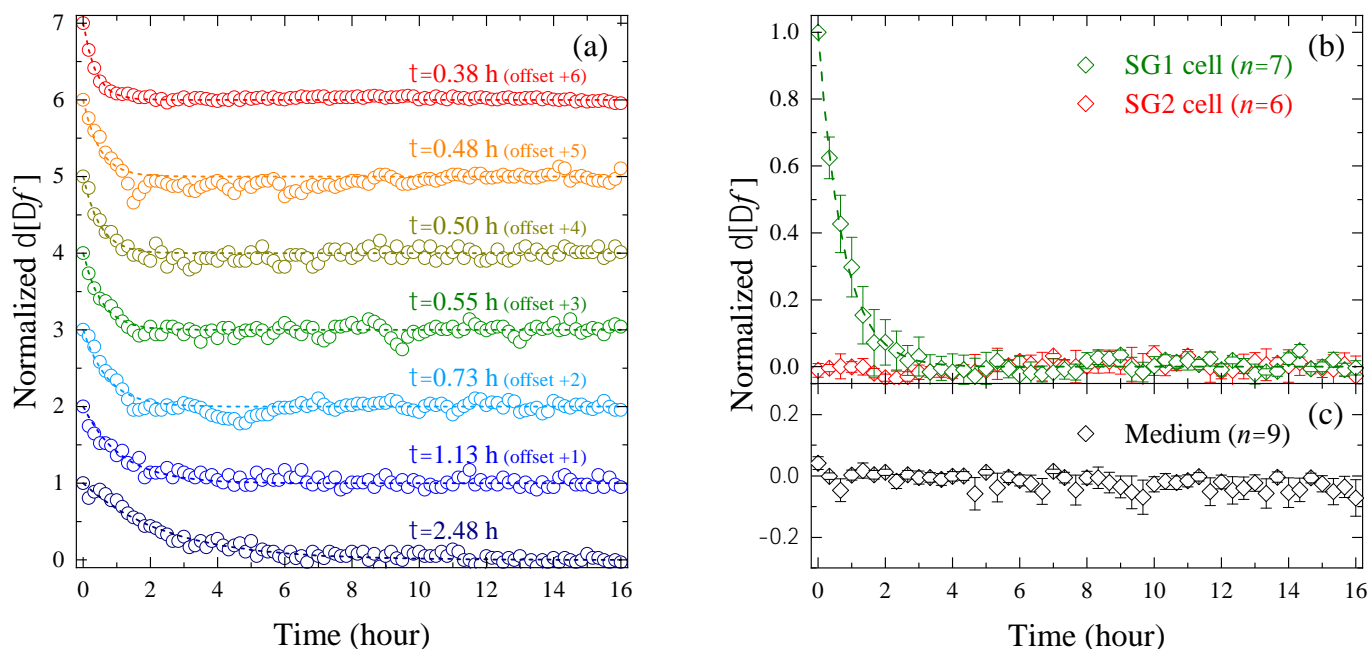 (a)
7
6
5
4
3
2
1
0
Normalized d[Df]
t=0.38 h (offset +6)
t=0.48 h (offset +5)
t=0.50 h (offset +4)
t=0.55 h (offset +3)
t=0.73 h (offset +2)
t=1.13 h (offset +1)
t=2.48 h
0 2 4 6 8 10 12 14 16
Time (hour)
(b)
1.0
0.8
0.6
0.4
0.2
0.0
Normalized d[Df]
SG1 cell (n=7)
SG2 cell (n=6)
(c)
0.2
0.0
-0.2
Medium (n=9)
0 2 4 6 8 10 12 14 16
Time (hour)